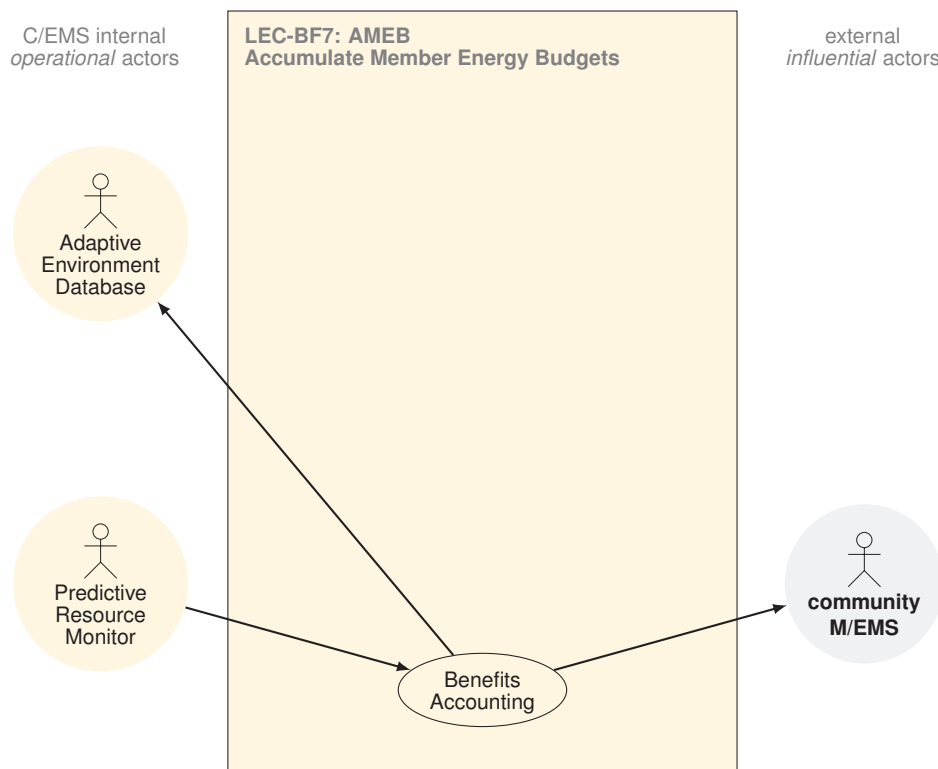 C/EMS internal
operational actors
LEC-BF7: AMEB
Accumulate Member Energy Budgets
external
influential actors
Adaptive
Environment
Database
Predictive
Resource
Monitor
community
M/EMS
Benefits
Accounting